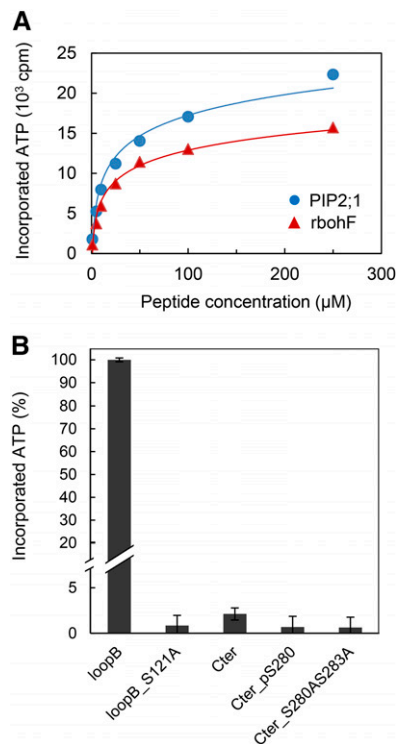 A
Incorporated ATP (10³ cpm)
25
20
15
10
5
0
PIP2;1
rbohF
0 100 200 300
Peptide concentration (µM)
B
Incorporated ATP (%)
100
90
80
70
60
50
40
30
20
5
0
loopB
loopB_S121A
Cter
Cter_pS280
Cter_S280AS283A